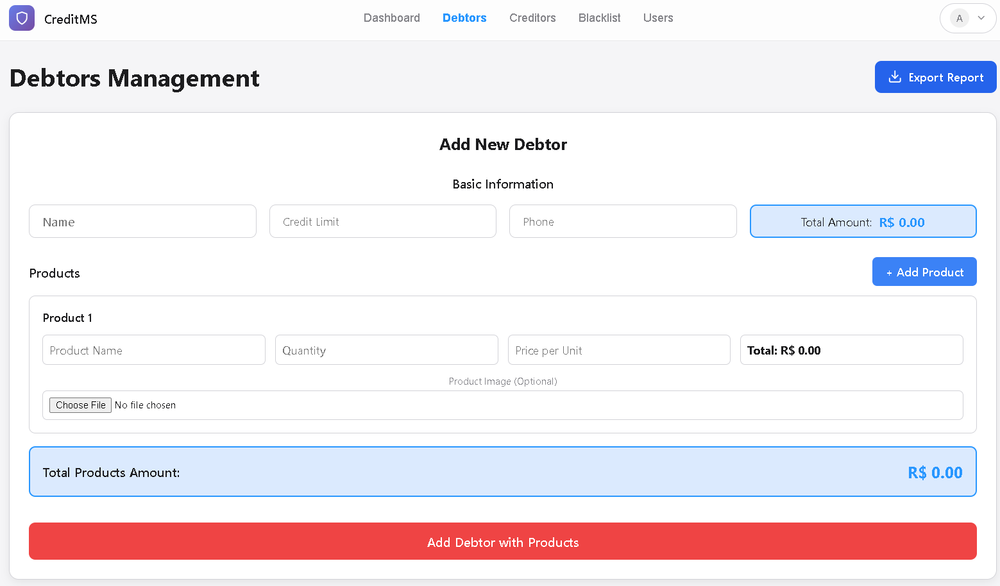 CreditMS
Dashboard Debtors Creditors Blacklist Users
A
Debtors Management
Export Report
Add New Debtor
Basic Information
Name
Credit Limit
Phone
Total Amount: R$ 0.00
Products
+ Add Product
Product 1
Product Name
Quantity
Price per Unit
Total: R$ 0.00
Product Image (Optional)
Choose File No file chosen
Total Products Amount: R$ 0.00
Add Debtor with Products